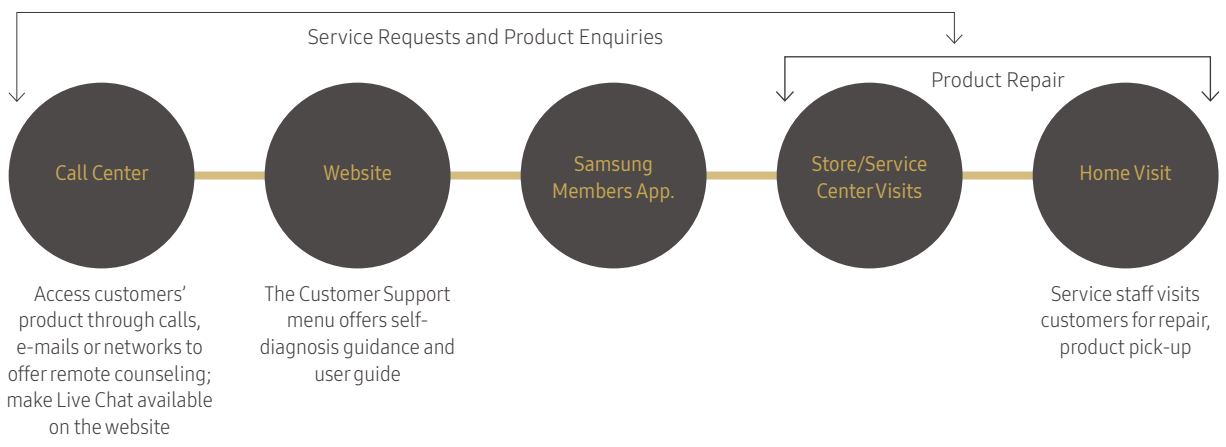 Service Requests and Product Enquiries
Product Repair
Call Center
Website
Samsung
Members App.
Store/Service
Center Visits
Home Visit
Access customers’
product through calls,
e-mails or networks to
offer remote counseling;
make Live Chat available
on the website
The Customer Support
menu offers self-
diagnosis guidance and
user guide
Service staff visits
customers for repair,
product pick-up